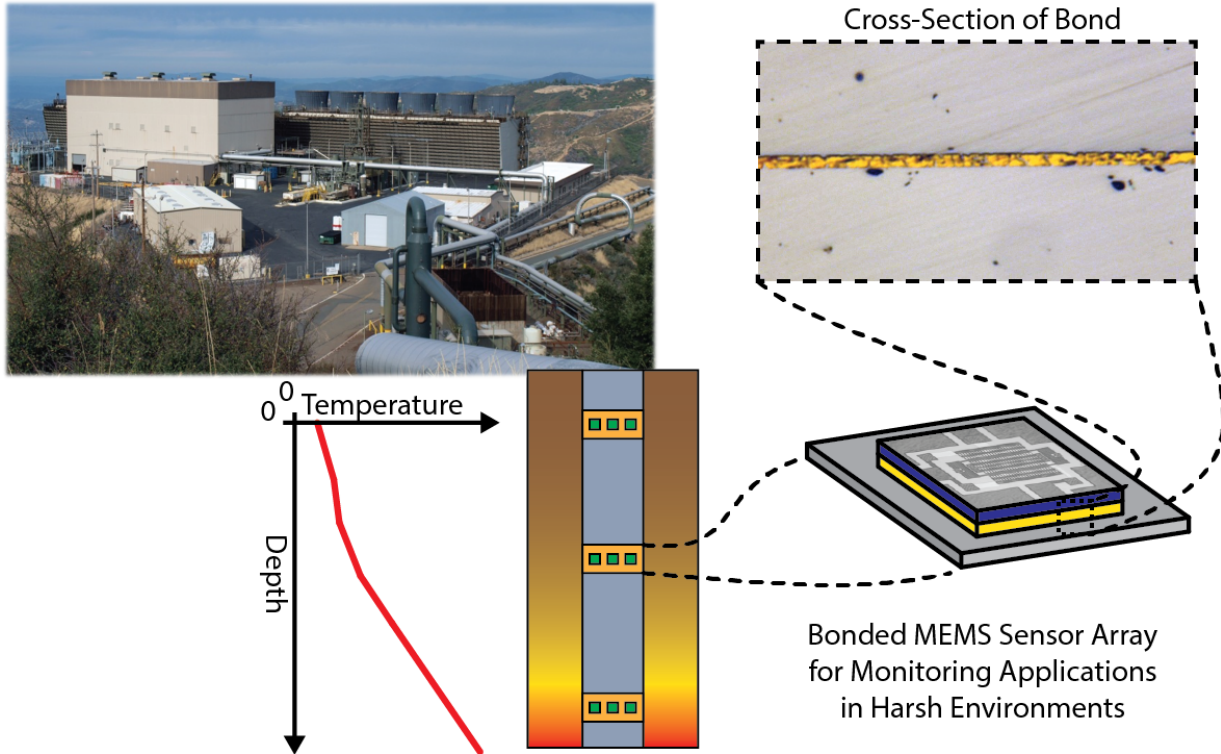 Cross-Section of Bond
0
0
Temperature
Depth
Bonded MEMS Sensor Array
for Monitoring Applications
in Harsh Environments